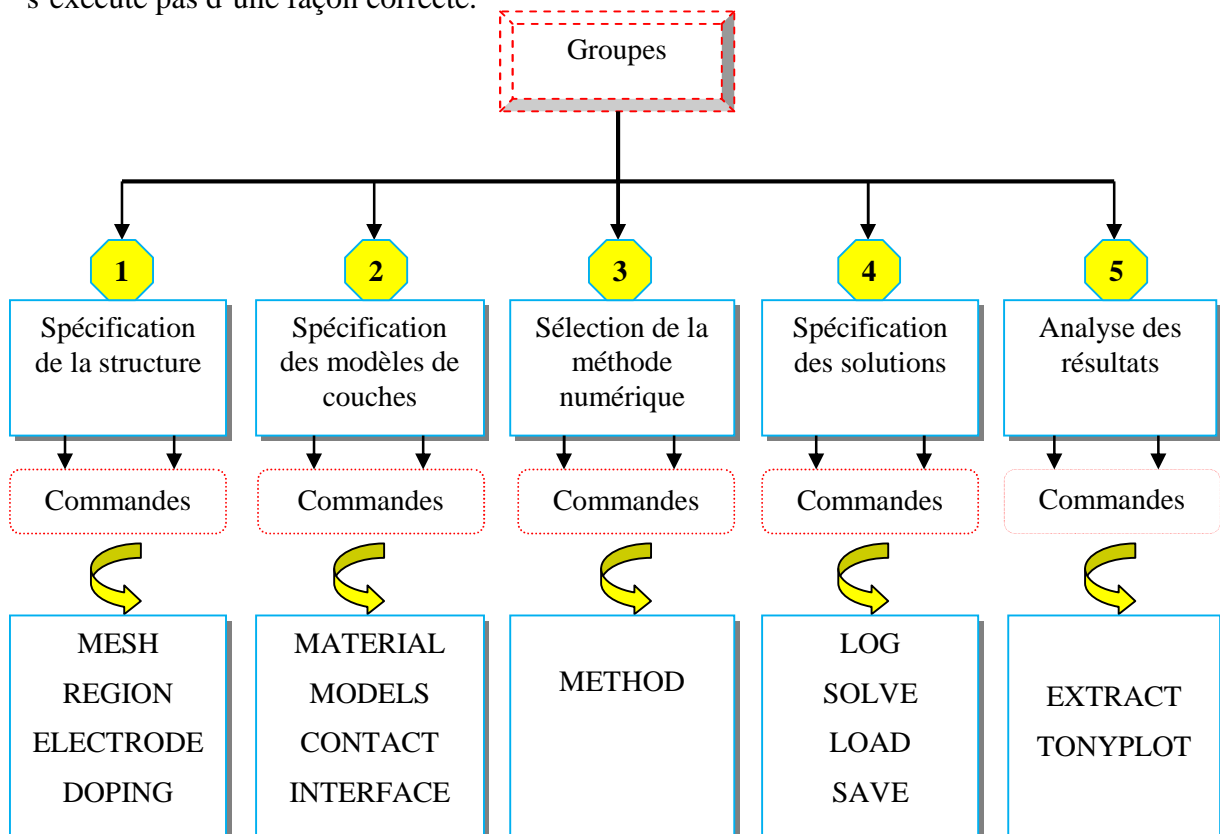 s’exécute pas d’une façon correcte.
Groupes
1
2
3
4
5
Spécification
de la structure
Spécification
des modèles de
couches
Sélection de la
méthode
numérique
Spécification
des solutions
Analyse des
résultats
Commandes
Commandes
Commandes
Commandes
Commandes
MESH
REGION
ELECTRODE
DOPING
MATERIAL
MODELS
CONTACT
INTERFACE
METHOD
LOG
SOLVE
LOAD
SAVE
EXTRACT
TONYPLOT